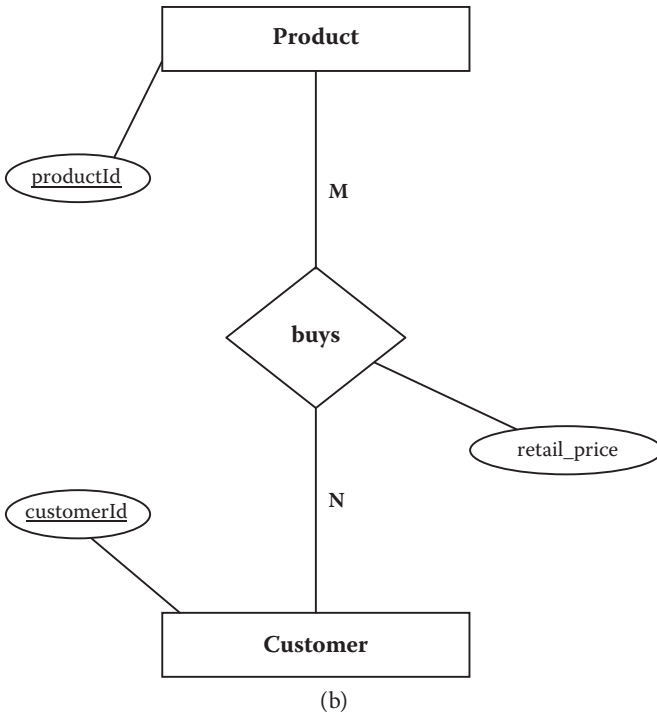 Product
productId
M
buys
retail_price
customerId
N
Customer
(b)